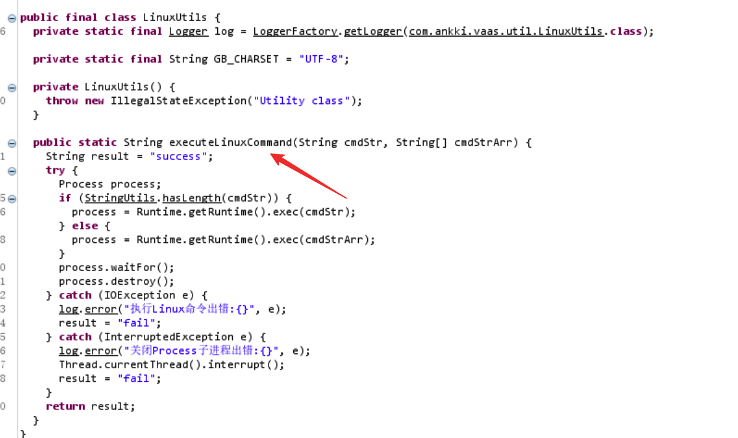 public final class LinuxUtils {
6 private static final Logger log = LoggerFactory.getLogger(com.ankki.vaas.util.LinuxUtils.class);
private static final String GB_CHARSET = "UTF-8";
private LinuxUtils() {
0 throw new IllegalStateException("Utility class");
}
public static String executeLinuxCommand(String cmdStr, String[] cmdStrArr) {
1 String result = "success";
try {
Process process;
5 if (StringUtils.hasLength(cmdStr)) {
6 process = Runtime.getRuntime().exec(cmdStr);
} else {
8 process = Runtime.getRuntime().exec(cmdStrArr);
}
0 process.waitFor();
1 process.destroy();
2 } catch (IOException e) {
3 log.error("执行Linux命令出错:{}", e);
4 result = "fail";
5 } catch (InterruptedException e) {
6 log.error("关闭Process子进程出错:{}", e);
7 Thread.currentThread().interrupt();
8 result = "fail";
}
0 return result;
}
}